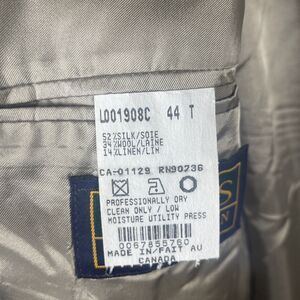 L001908C 44 T
52%SILK/SOIE
34%WOOL/LAINE
14%LINEN/LIN
CA-01129 RN90736
PROFESSIONALLY DRY
CLEAN ONLY / LOW
MOISTURE UTILITY PRESS
0067855760
MADE IN/FAIT AU
CANADA